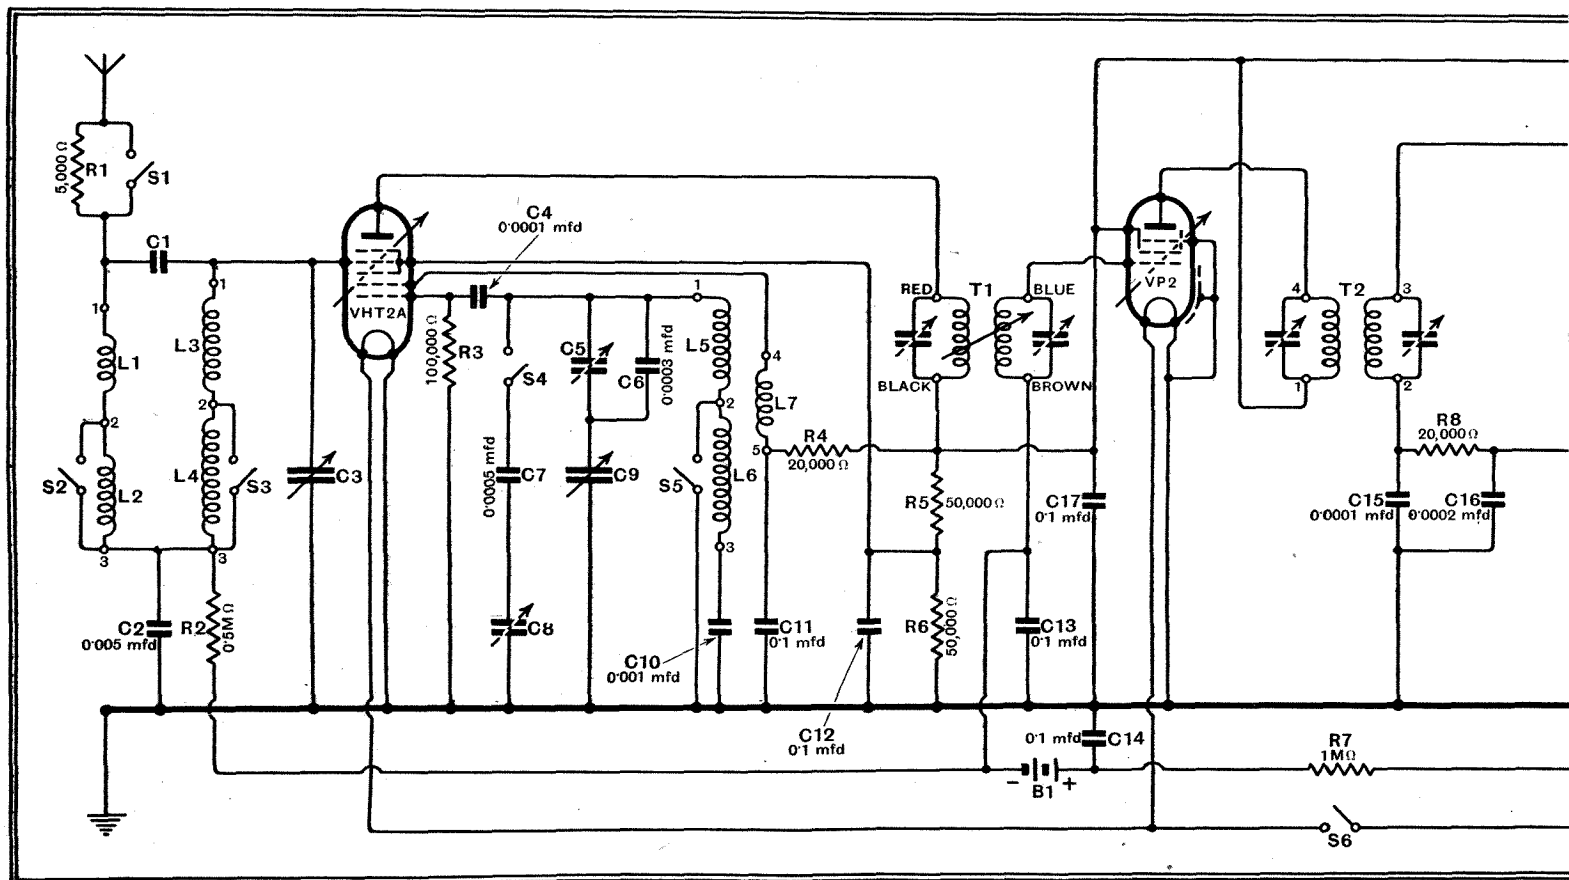 5,000 Ω
R1
S1
C1
1
1
L1
L3
2
2
S2
L2
L4
S3
3
3
C2
0·005 mfd
R2
0·5MΩ
C3
VHT2A
C4
0·0001 mfd
100,000 Ω
R3
S4
C5
C6
0·0003 mfd
0·0005 mfd
C7
C8
C9
1
L5
2
L6
S5
3
C10
0·001 mfd
4
L7
5
R4
20,000 Ω
C11
0·1 mfd
C12
0·1 mfd
RED
BLACK
T1
BLUE
BROWN
R5
50,000 Ω
R6
50,000 Ω
C13
0·1 mfd
C17
0·1 mfd
0·1 mfd
C14
-
B1
+
VP2
4
T2
3
1
2
R8
20,000 Ω
C15
0·0001 mfd
C16
0·0002 mfd
R7
1MΩ
S6